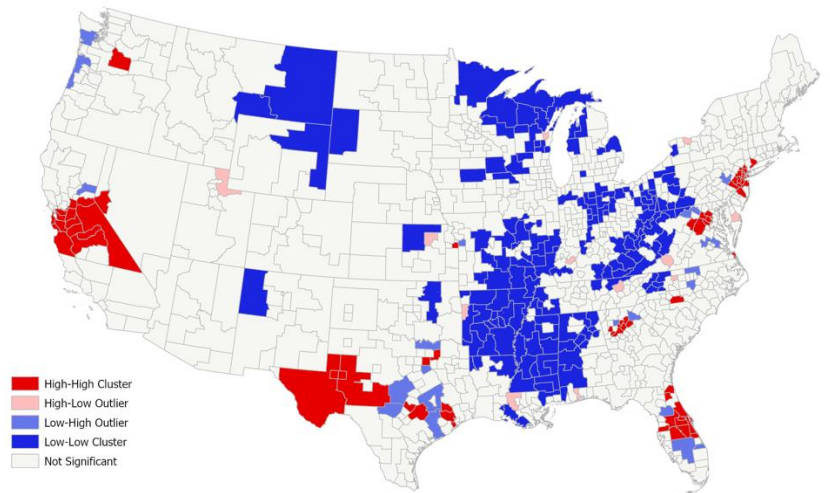 High-High Cluster
High-Low Outlier
Low-High Outlier
Low-Low Cluster
Not Significant